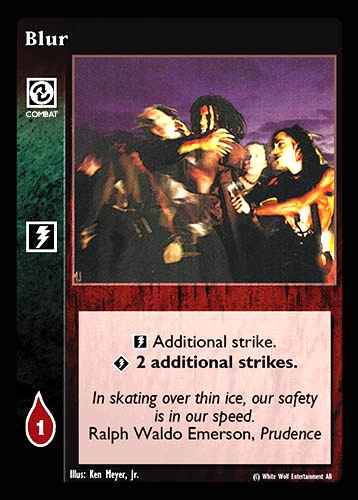 Blur
COMBAT
Additional strike.
2 additional strikes.
In skating over thin ice, our safety
is in our speed.
Ralph Waldo Emerson, Prudence
1
Illus: Ken Meyer, Jr.
(C) White Wolf Entertainment AB